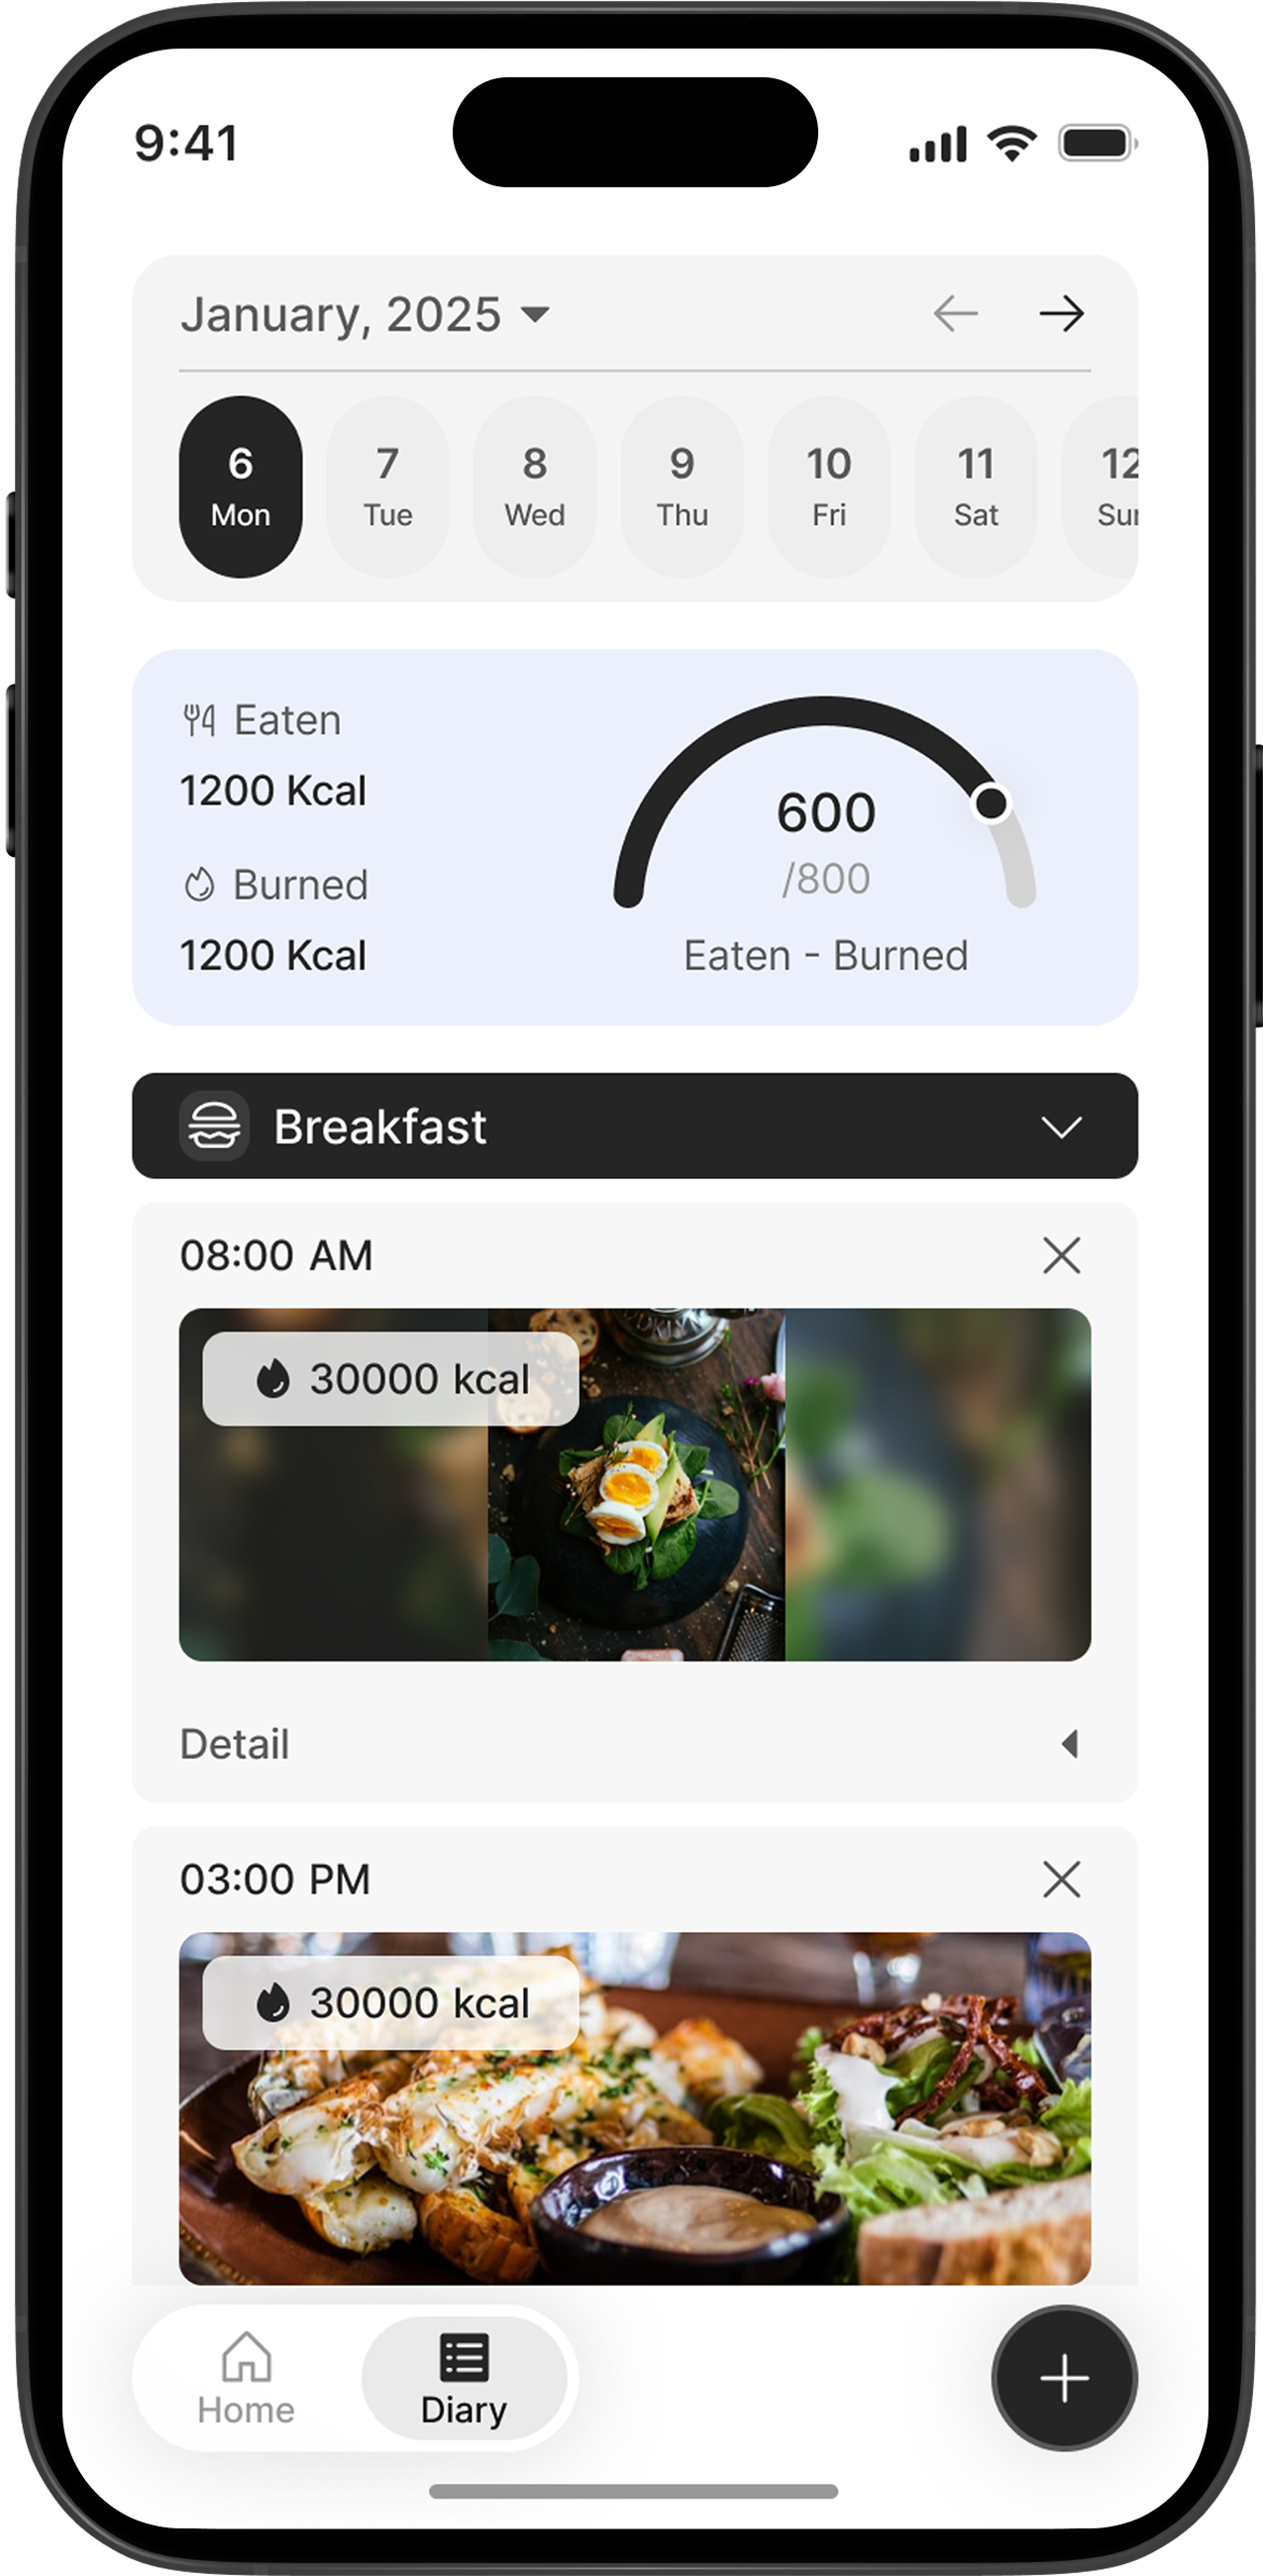 9:41
January, 2025
6 7 8 9 10 11 12
Mon Tue Wed Thu Fri Sat Sun
Eaten
1200 Kcal
Burned
1200 Kcal
600
/800
Eaten - Burned
Breakfast
08:00 AM
30000 kcal
Detail
03:00 PM
30000 kcal
Home
Diary